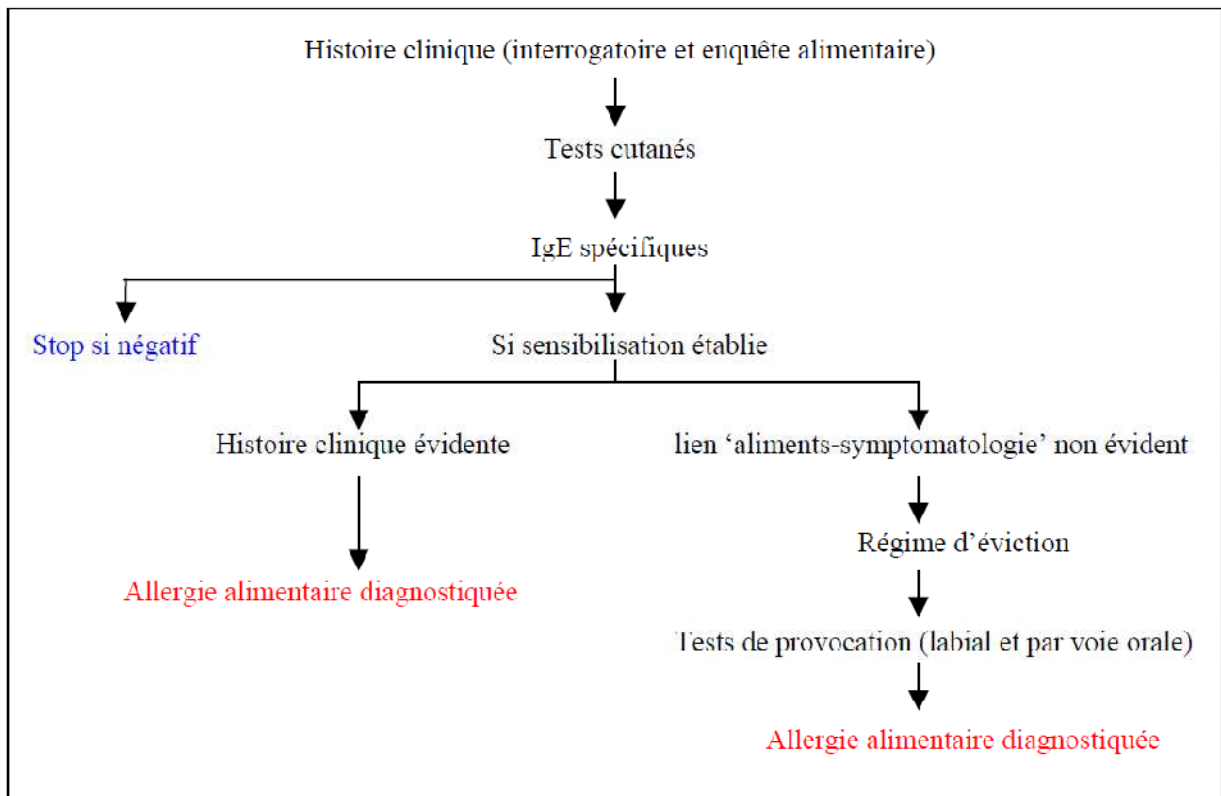 Histoire clinique (interrogatoire et enquête alimentaire)
Tests cutanés
IgE spécifiques
Stop si négatif
Si sensibilisation établie
Histoire clinique évidente
lien ‘aliments-symptomatologie’ non évident
Régime d’éviction
Allergie alimentaire diagnostiquée
Tests de provocation (labial et par voie orale)
Allergie alimentaire diagnostiquée